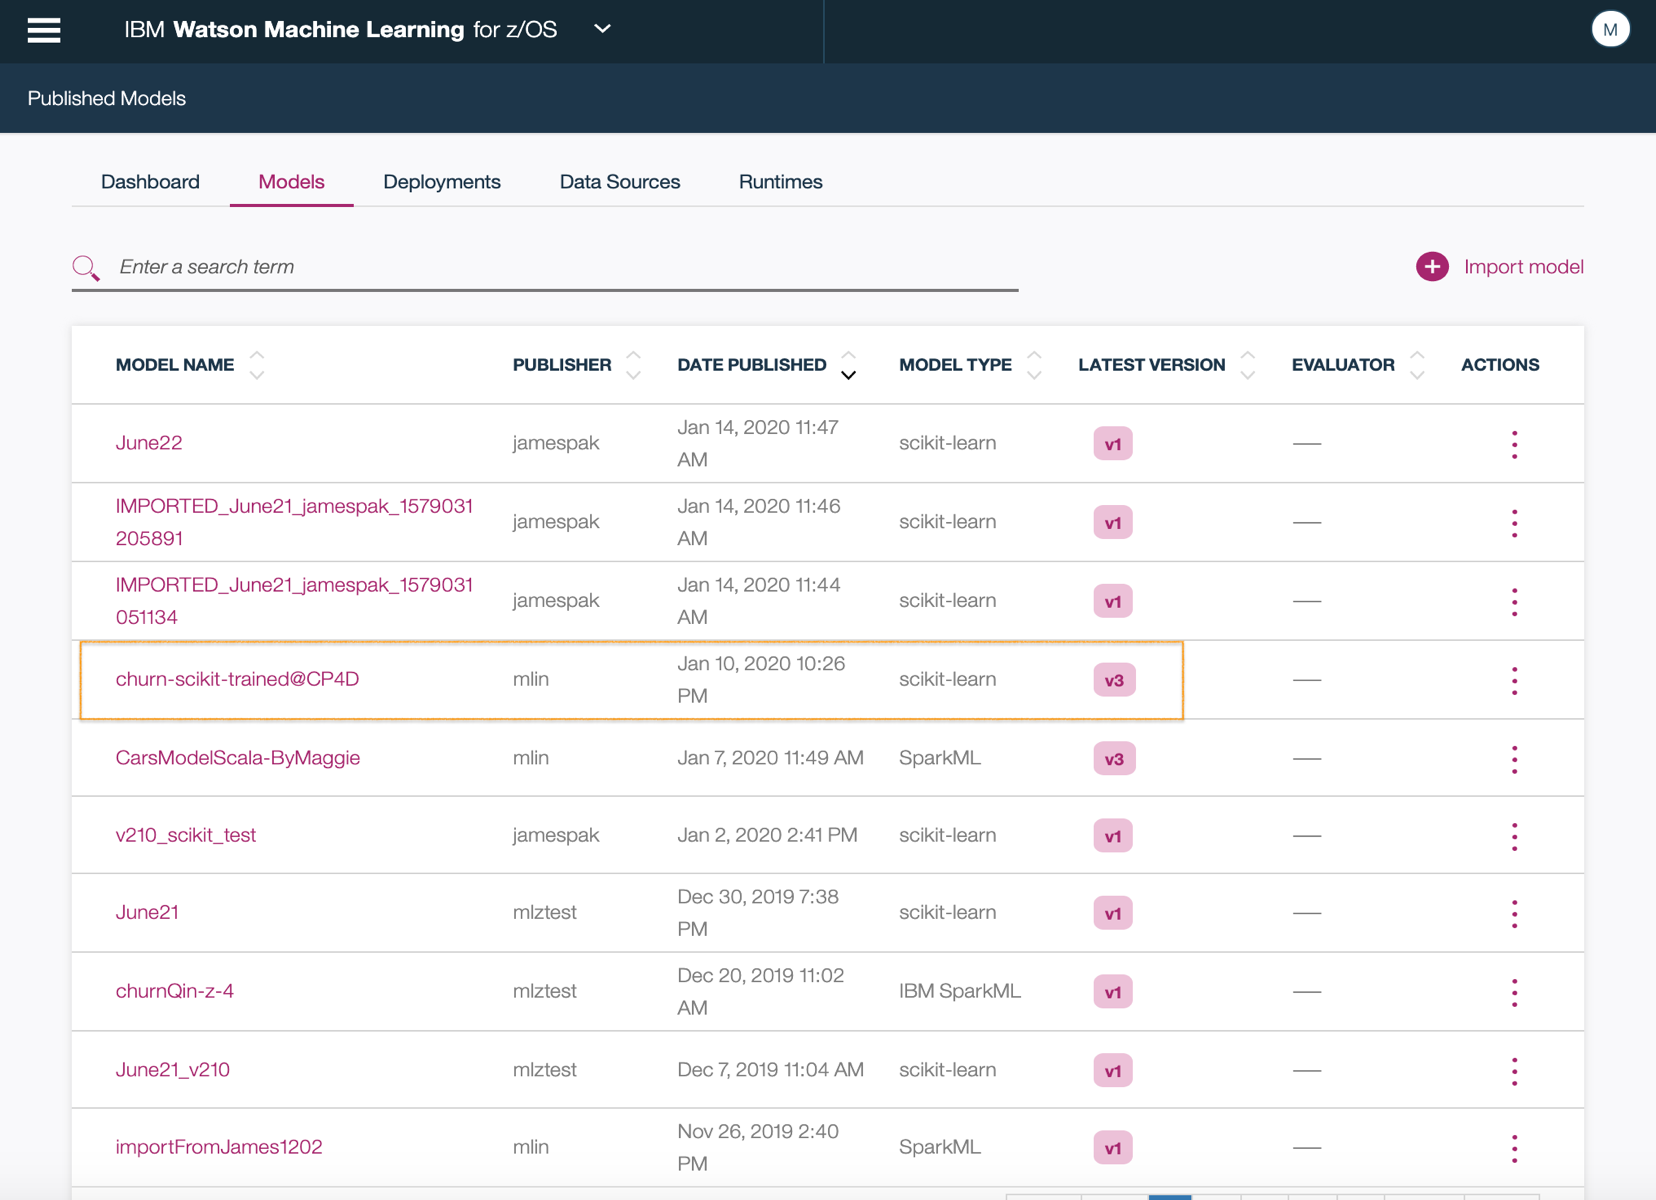 IBM Watson Machine Learning for z/OS
M
Published Models
Dashboard Models Deployments Data Sources Runtimes
Enter a search term
Import model
MODEL NAME PUBLISHER DATE PUBLISHED MODEL TYPE LATEST VERSION EVALUATOR ACTIONS
June22 jamespak Jan 14, 2020 11:47 scikit-learn v1 —
AM
IMPORTED_June21_jamespak_1579031 jamespak Jan 14, 2020 11:46 scikit-learn v1 —
205891 AM
IMPORTED_June21_jamespak_1579031 jamespak Jan 14, 2020 11:44 scikit-learn v1 —
051134 AM
churn-scikit-trained@CP4D mlin Jan 10, 2020 10:26 scikit-learn v3 —
PM
CarsModelScala-ByMaggie mlin Jan 7, 2020 11:49 AM SparkML v3 —
v210_scikit_test jamespak Jan 2, 2020 2:41 PM scikit-learn v1 —
June21 mlztest Dec 30, 2019 7:38 scikit-learn v1 —
PM
churnQin-z-4 mlztest Dec 20, 2019 11:02 IBM SparkML v1 —
AM
June21_v210 mlztest Dec 7, 2019 11:04 AM scikit-learn v1 —
importFromJames1202 mlin Nov 26, 2019 2:40 SparkML v1 —
PM